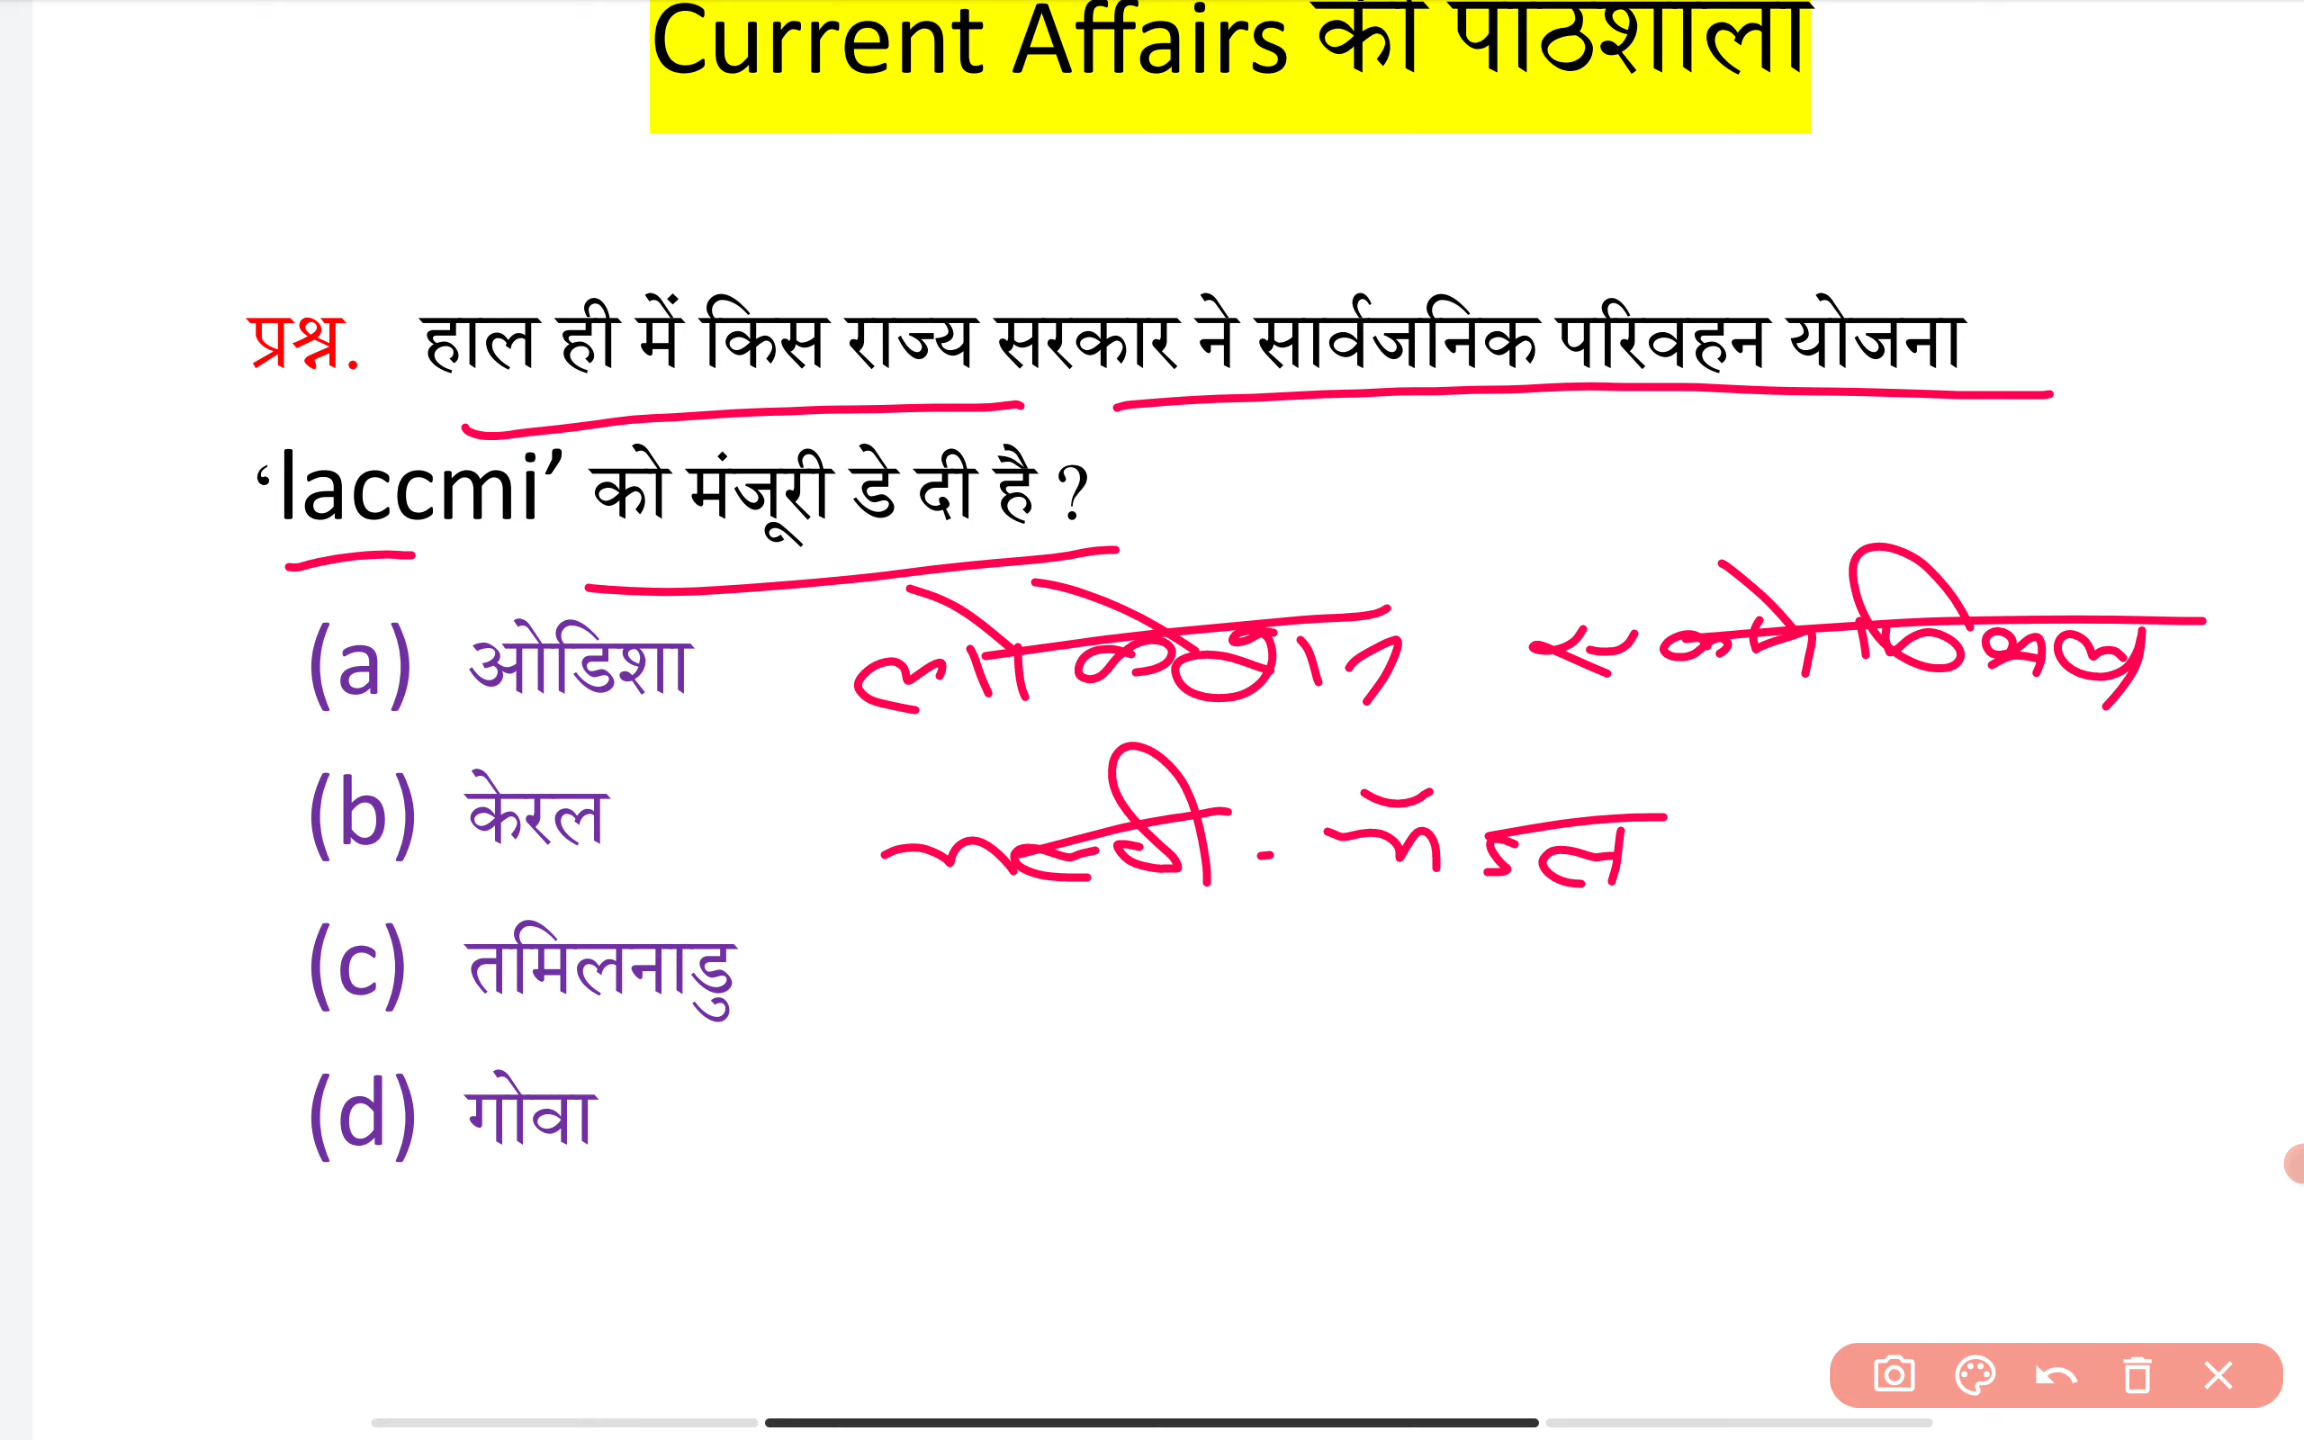 Current Affairs की पाठशाला
प्रश्न. हाल ही में किस राज्य सरकार ने सार्वजनिक परिवहन योजना
‘laccmi’ को मंजूरी डे दी है ?
(a) ओडिशा
(b) केरल
(c) तमिलनाडु
(d) गोवा